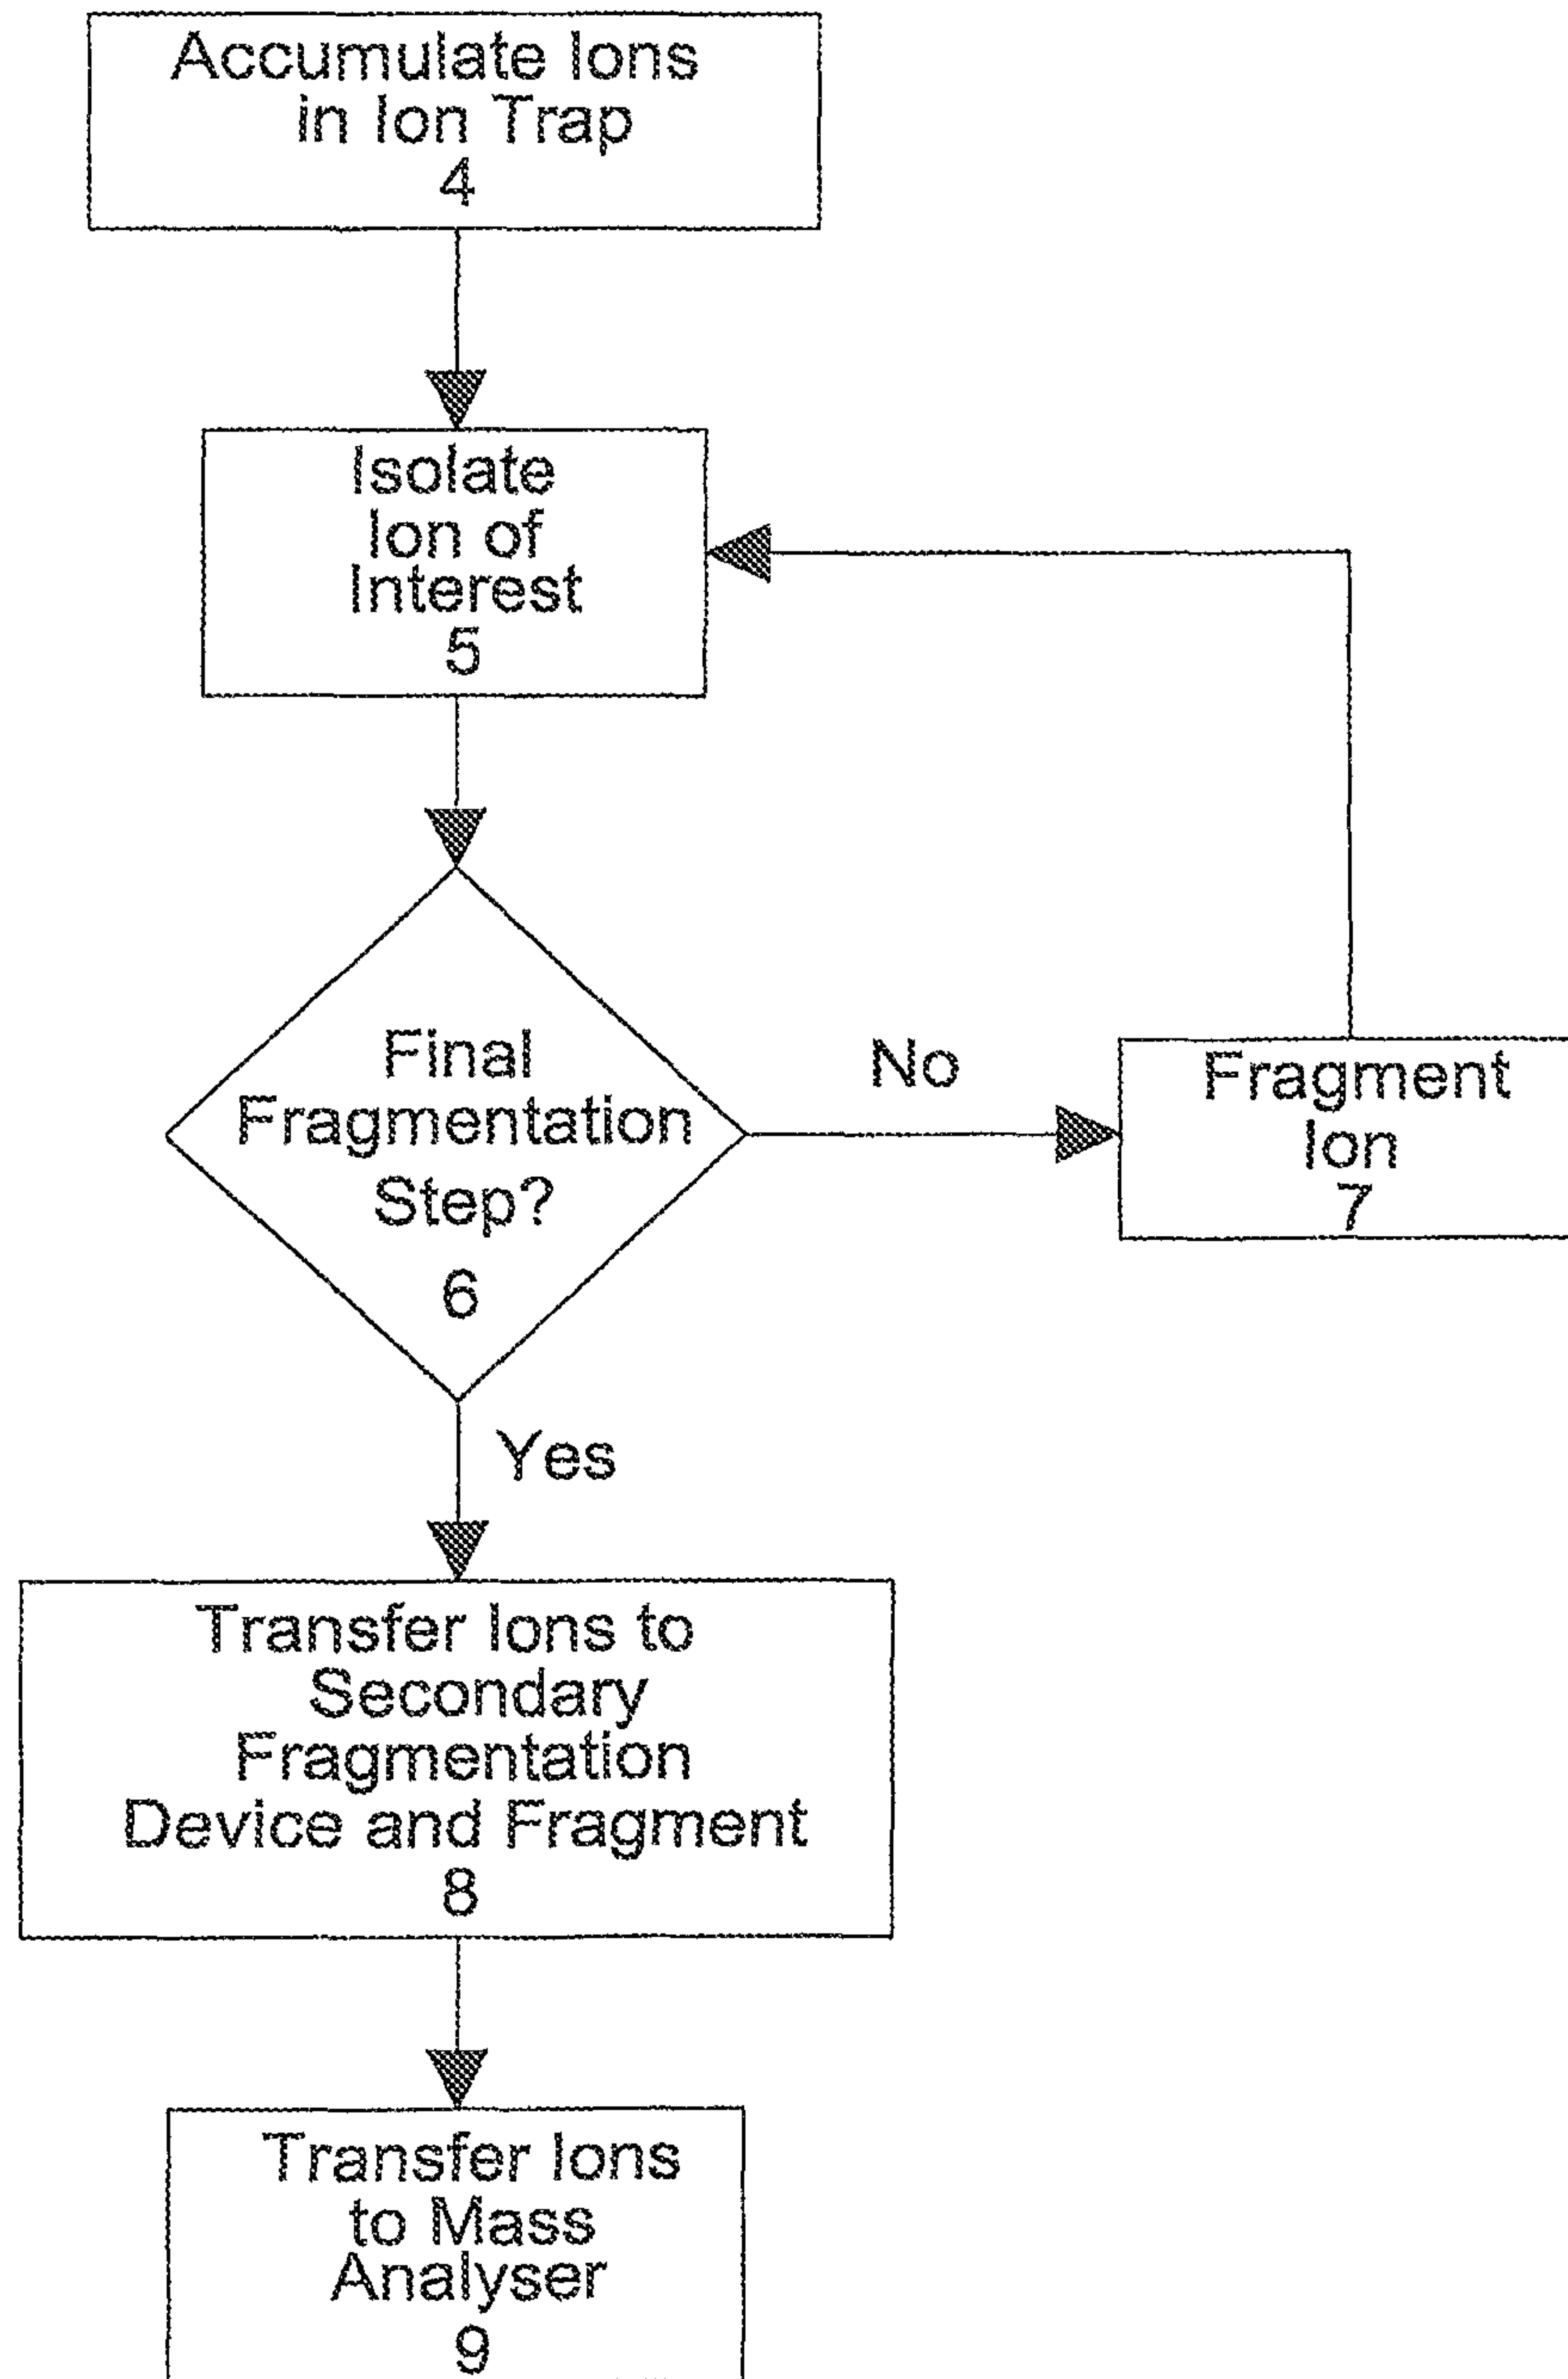 Accumulate Ions
in Ion Trap
4
Isolate
Ion of
Interest
5
Final
Fragmentation
Step?
6
No
Fragment
Ion
7
Yes
Transfer Ions to
Secondary
Fragmentation
Device and Fragment
8
Transfer Ions
to Mass
Analyser
9